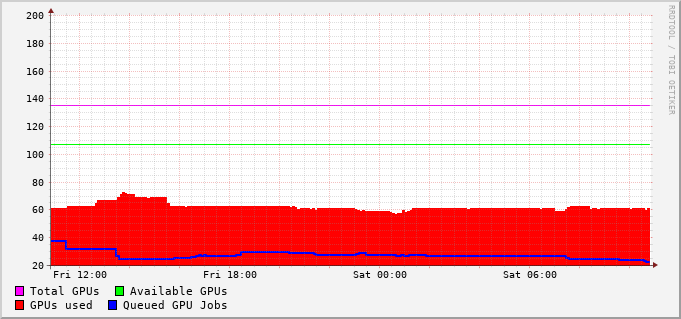 200
180
160
140
120
100
80
60
40
20
Fri 12:00 Fri 18:00 Sat 00:00 Sat 06:00
Total GPUs Available GPUs
GPUs used Queued GPU Jobs
RRDTOOL / TOBI OETIKER